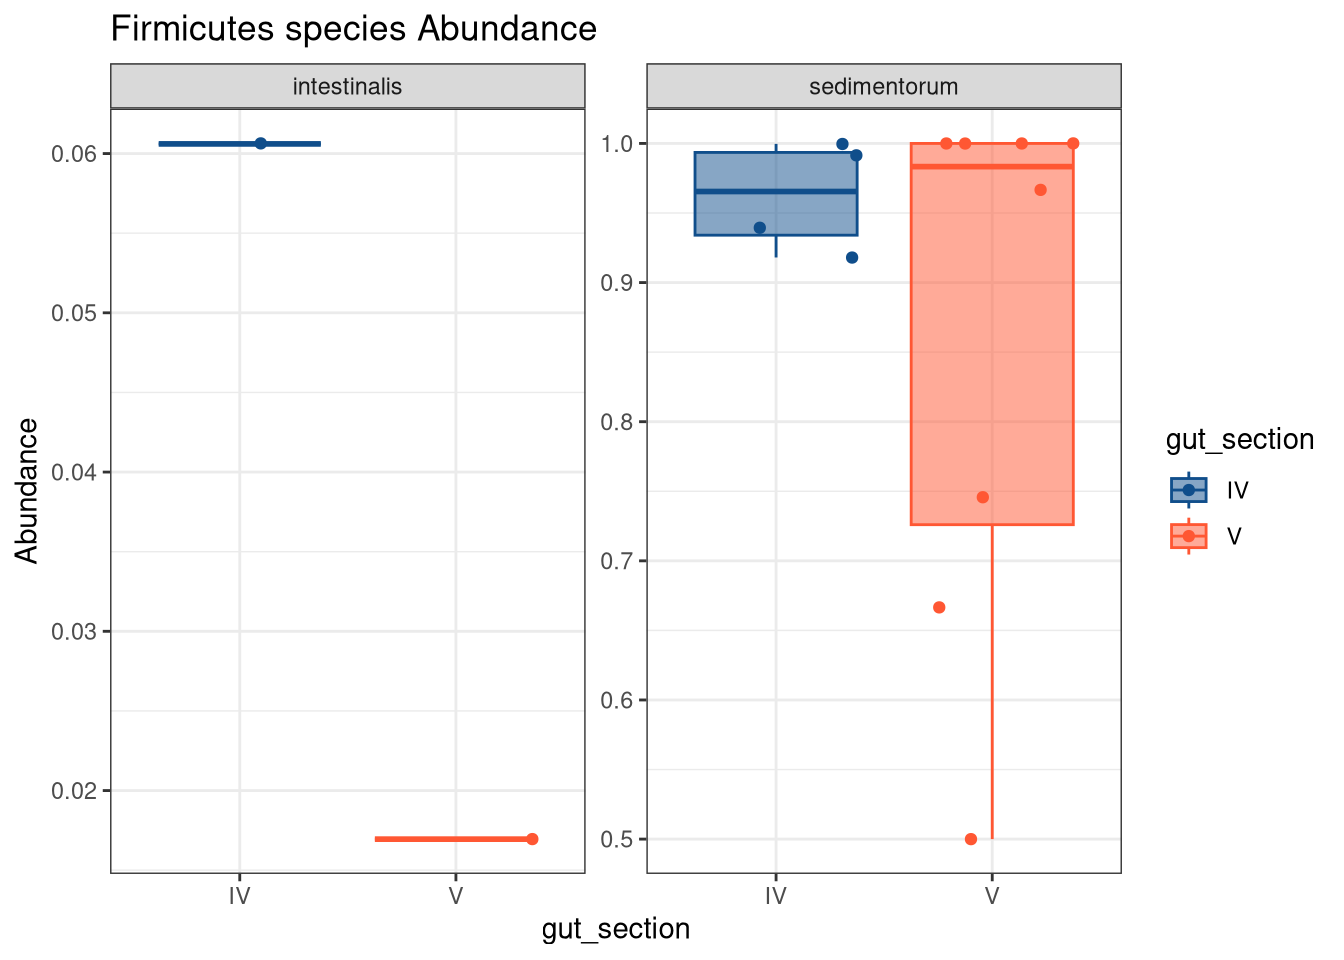 Firmicutes species Abundance
intestinalis
sedimentorum
0.06
0.05
0.04
0.03
0.02
1.0
0.9
0.8
0.7
0.6
0.5
Abundance
IV
V
IV
V
gut_section
gut_section
IV
V